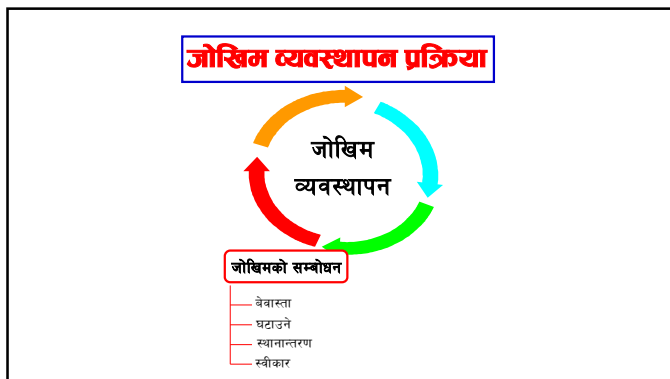 जोखिम व्यवस्थापन प्रक्रिया
जोखिम
व्यवस्थापन
जोखिमको सम्बोधन
बेवास्ता
घटाउने
स्थानान्तरण
स्वीकार